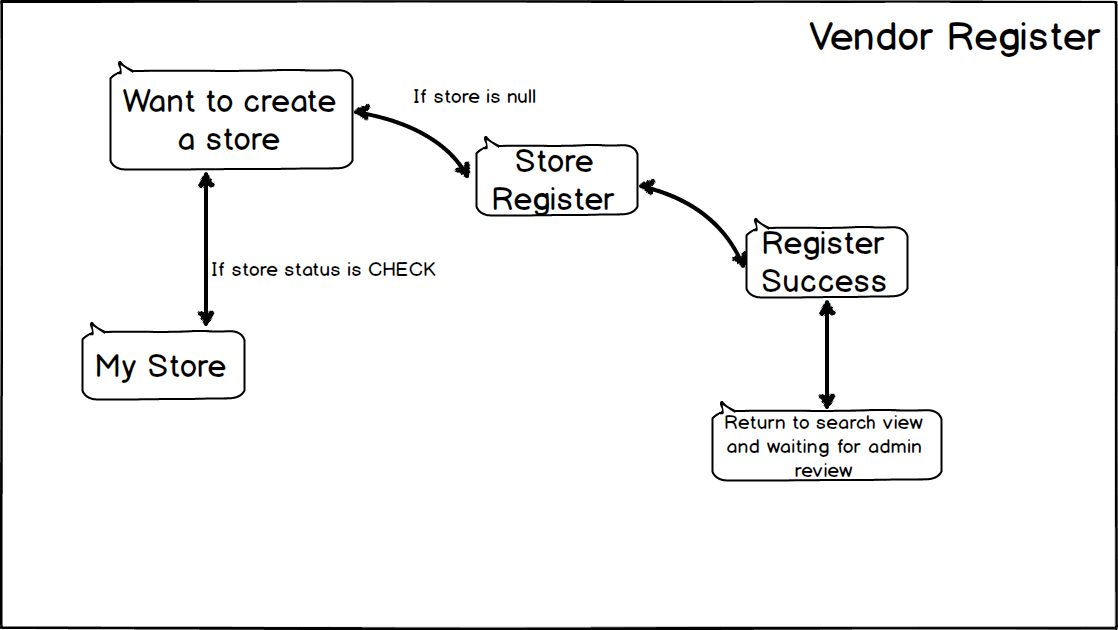 Vendor Register
Want to create
a store
If store is null
Store
Register
Register
Success
If store status is CHECK
My Store
Return to search view
and waiting for admin
review